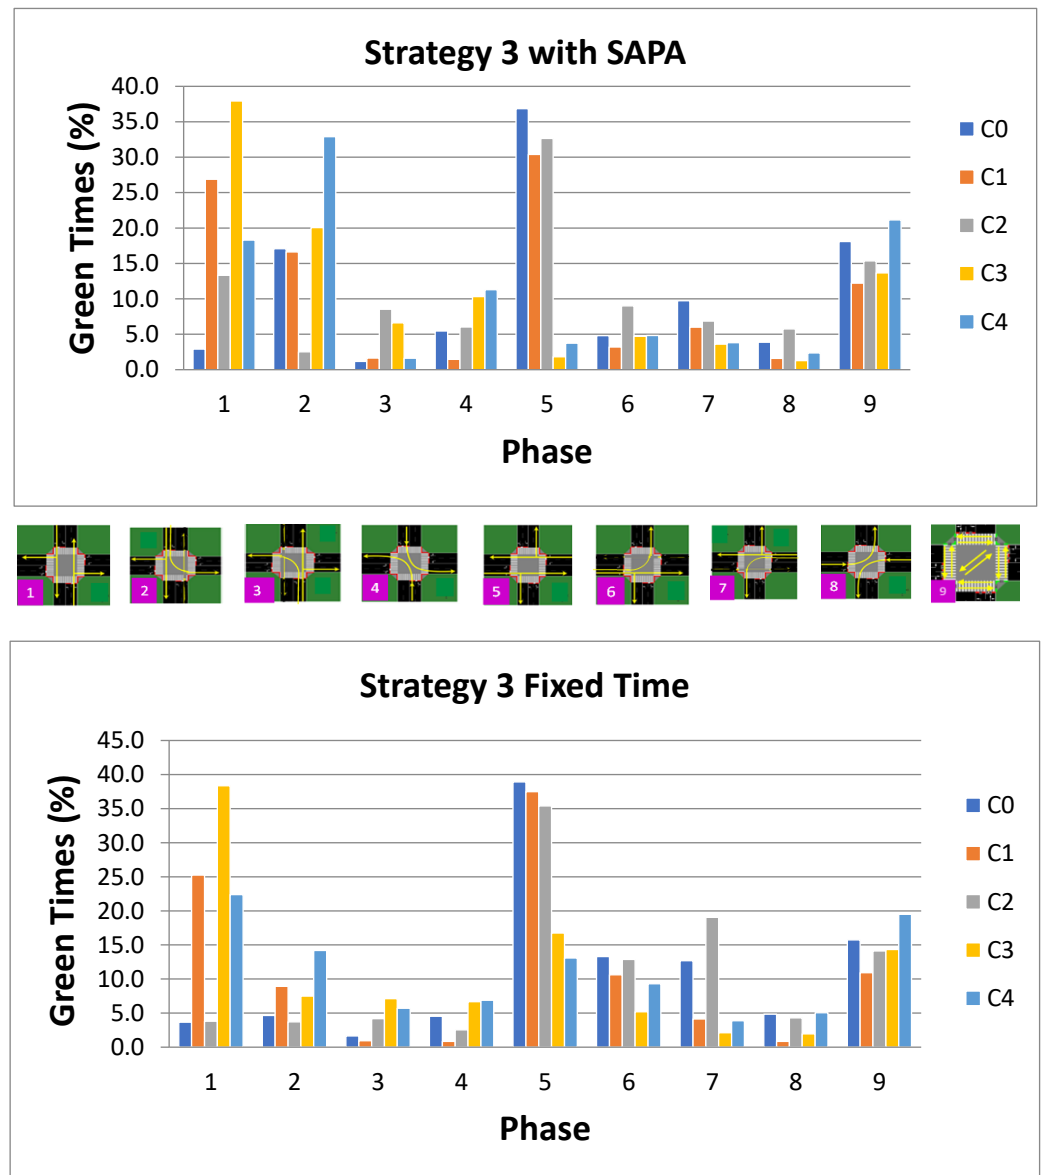 Strategy 3 with SAPA
40.0
35.0
30.0
25.0
20.0
15.0
10.0
5.0
0.0
Green Times (%)
1 2 3 4 5 6 7 8 9
Phase
C0
C1
C2
C3
C4
1 2 3 4 5 6 7 8 9
Strategy 3 Fixed Time
45.0
40.0
35.0
30.0
25.0
20.0
15.0
10.0
5.0
0.0
Green Times (%)
1 2 3 4 5 6 7 8 9
Phase
C0
C1
C2
C3
C4